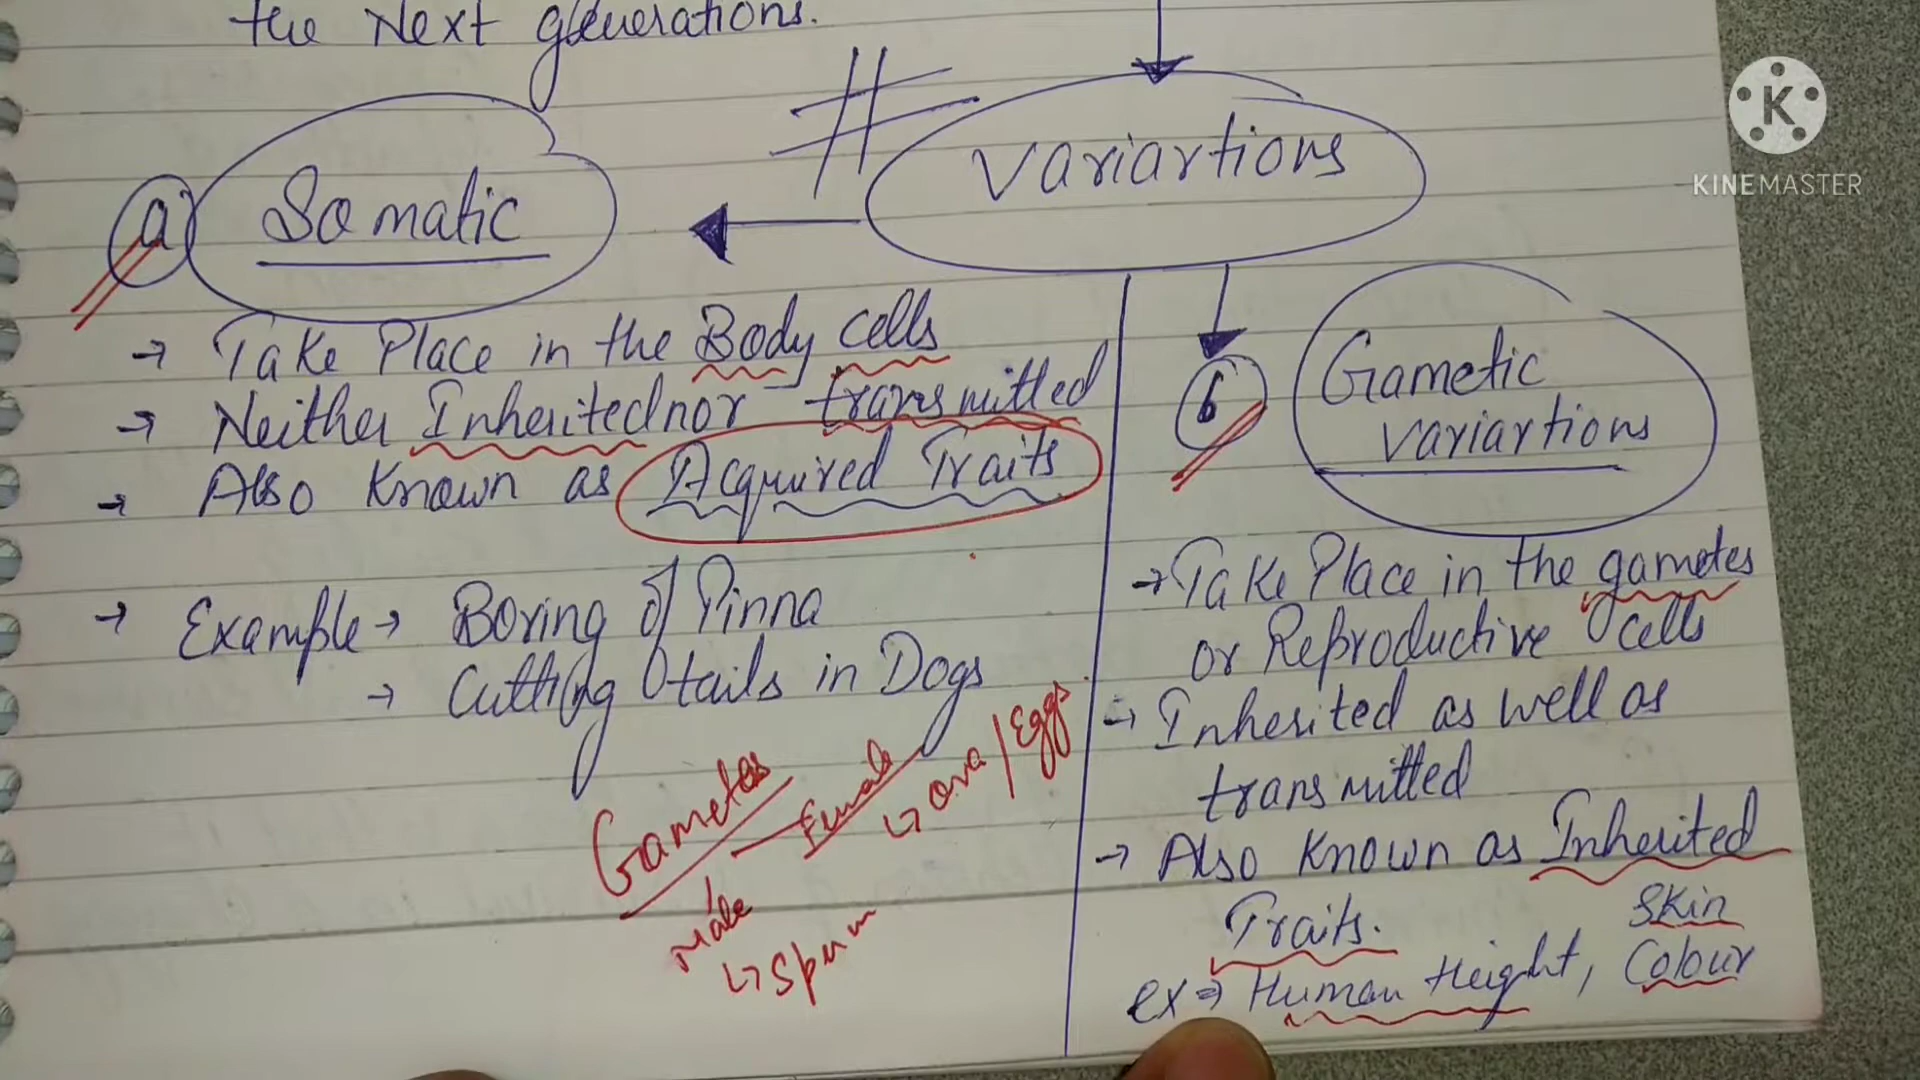 the Next generations.
Variartions
a
Somatic
→ Take Place in the Body cells
→ Neither Inherited nor transmitted
→ Also Known as Acquired Traits
→ Example → Boring of Pinna
→ Cutting of tails in Dogs
Gametes
Female
↳ ova / Eggs
Male
↳ Sperm
b
Gametic
variartions
→ Take Place in the gametes
or Reproductive cells
→ Inherited as well as
transmitted
→ Also Known as Inherited
Traits.
ex ⇒ Human Height, Skin
Colour
K
KINEMASTER